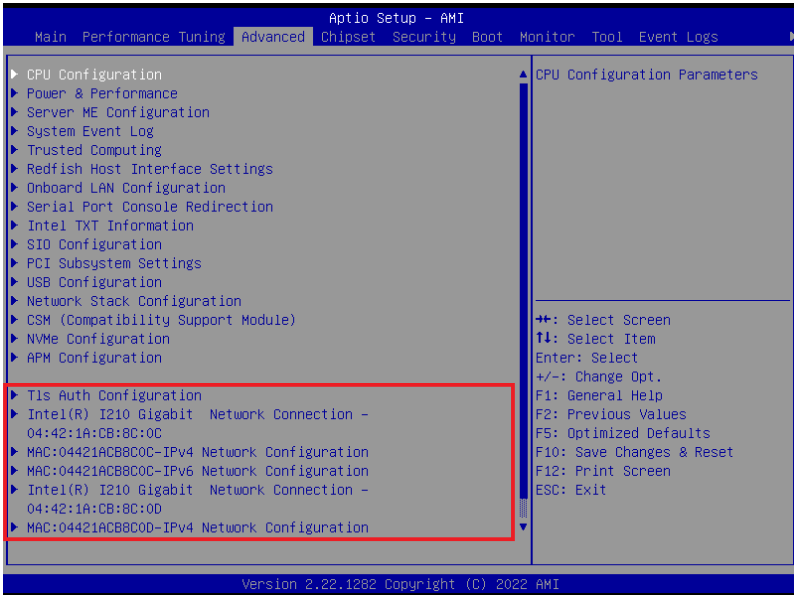 Aptio Setup – AMI
Main Performance Tuning Advanced Chipset Security Boot Monitor Tool Event Logs
CPU Configuration
Power & Performance
Server ME Configuration
System Event Log
Trusted Computing
Redfish Host Interface Settings
Onboard LAN Configuration
Serial Port Console Redirection
Intel TXT Information
SIO Configuration
PCI Subsystem Settings
USB Configuration
Network Stack Configuration
CSM (Compatibility Support Module)
NVMe Configuration
APM Configuration
Tls Auth Configuration
Intel(R) I210 Gigabit Network Connection –
04:42:1A:CB:8C:0C
MAC:04421ACB8C0C-IPv4 Network Configuration
MAC:04421ACB8C0C-IPv6 Network Configuration
Intel(R) I210 Gigabit Network Connection –
04:42:1A:CB:8C:0D
MAC:04421ACB8C0D-IPv4 Network Configuration
CPU Configuration Parameters
→←: Select Screen
↑↓: Select Item
Enter: Select
+/-: Change Opt.
F1: General Help
F2: Previous Values
F5: Optimized Defaults
F10: Save Changes & Reset
F12: Print Screen
ESC: Exit
Version 2.22.1282 Copyright (C) 2022 AMI